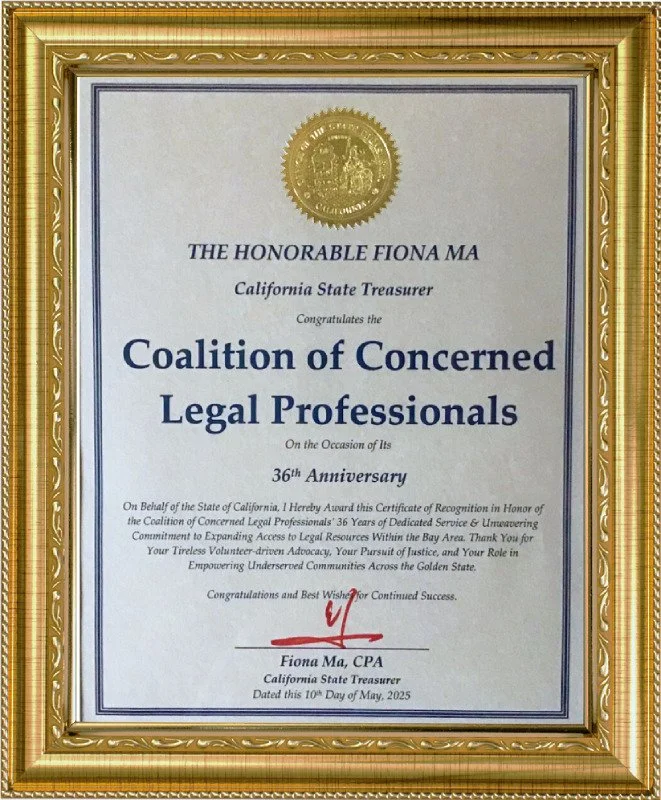 OF THE STATE OF
CALIFORNIA
THE HONORABLE FIONA MA
California State Treasurer
Congratulates the
Coalition of Concerned
Legal Professionals
On the Occasion of Its
36th Anniversary
On Behalf of the State of California, I Hereby Award this Certificate of Recognition in Honor of
the Coalition of Concerned Legal Professionals' 36 Years of Dedicated Service & Unwavering
Commitment to Expanding Access to Legal Resources Within the Bay Area. Thank You for
Your Tireless Volunteer-driven Advocacy, Your Pursuit of Justice, and Your Role in
Empowering Underserved Communities Across the Golden State.
Congratulations and Best Wishes for Continued Success.
Fiona Ma, CPA
California State Treasurer
Dated this 10th Day of May, 2025